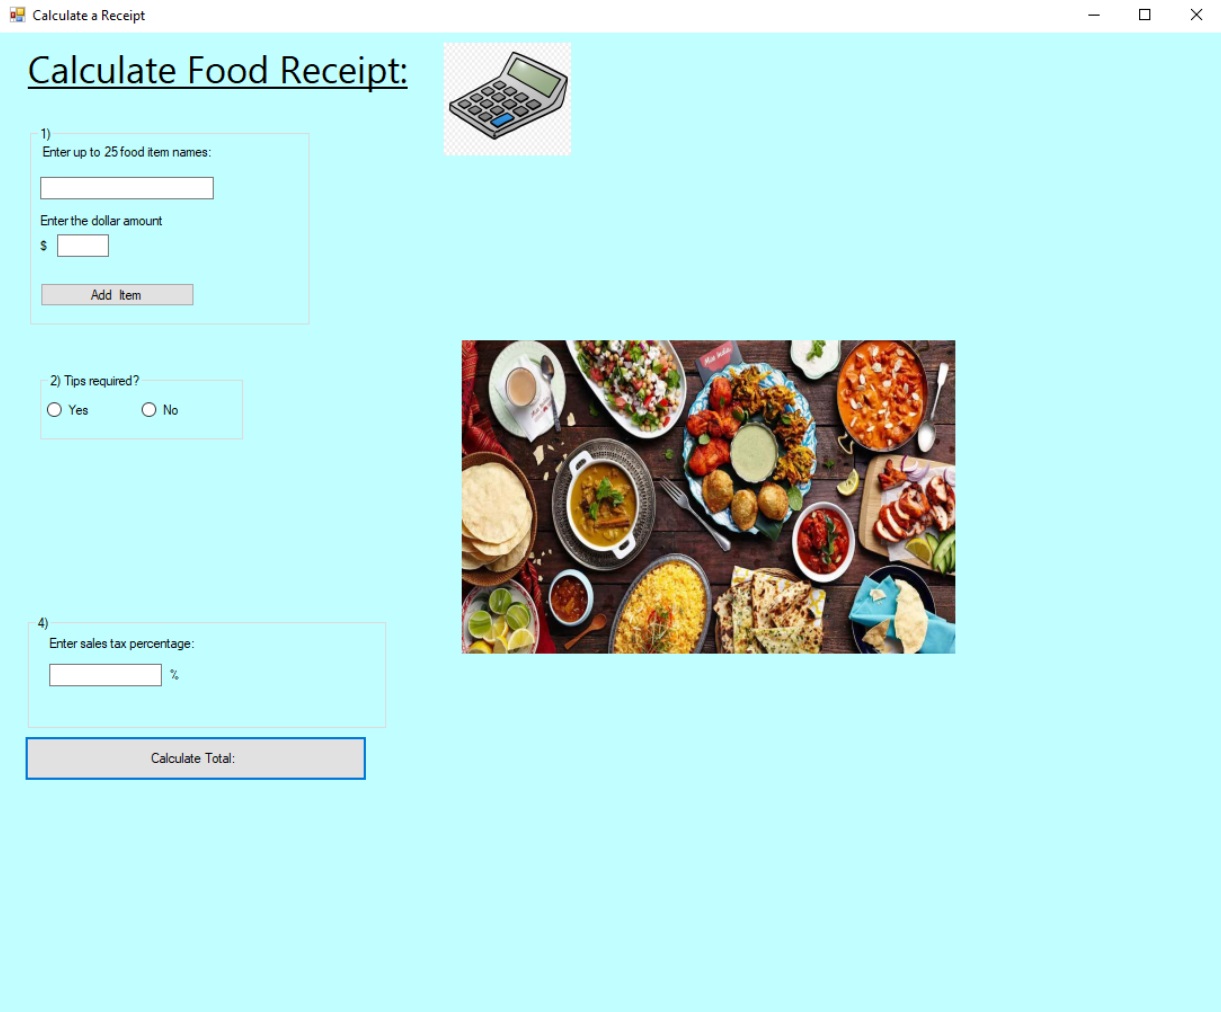 Calculate a Receipt
Calculate Food Receipt:
1)
Enter up to 25 food item names:
Enter the dollar amount
$
Add Item
2) Tips required?
Yes No
4)
Enter sales tax percentage:
%
Calculate Total: